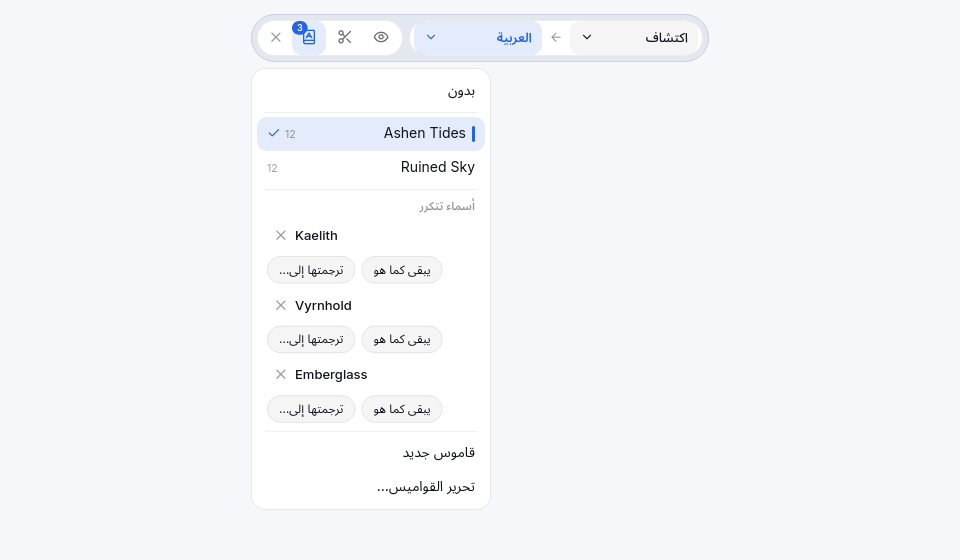 اكتشاف
العربية
3
بدون
Ashen Tides 12
Ruined Sky 12
أسماء تتكرر
Kaelith
يبقى كما هو ترجمتها إلى...
Vyrnhold
يبقى كما هو ترجمتها إلى...
Emberglass
يبقى كما هو ترجمتها إلى...
قاموس جديد
تحرير القواميس...